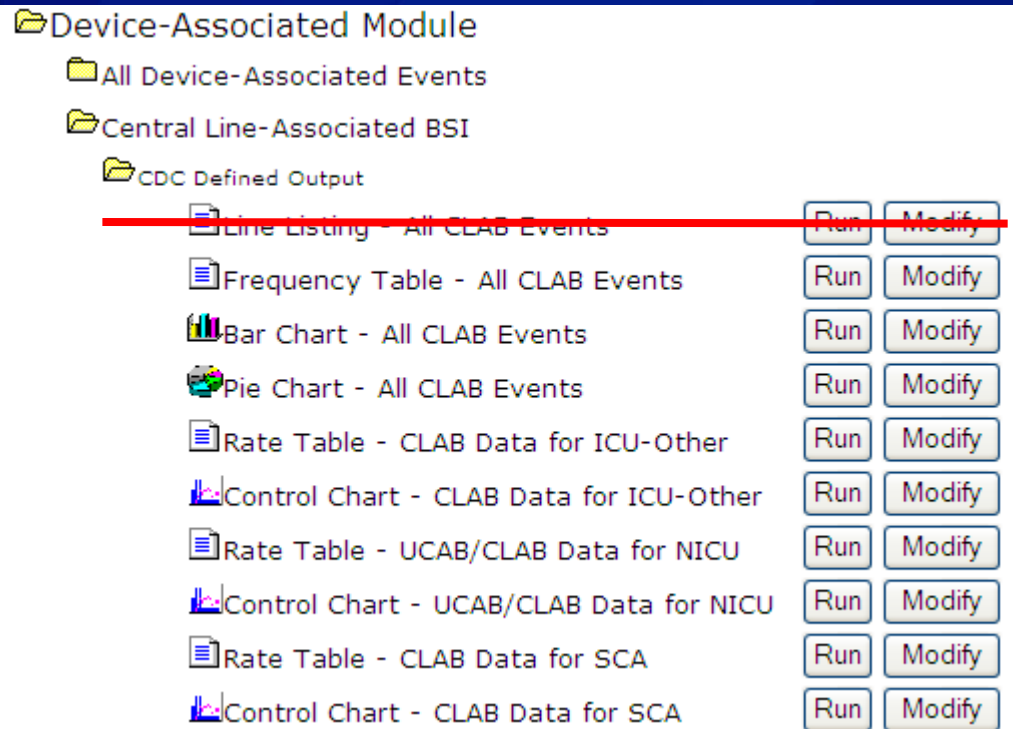 Device-Associated Module
All Device-Associated Events
Central Line-Associated BSI
CDC Defined Output
Line Listing - All CLAB Events Run Modify
Frequency Table - All CLAB Events Run Modify
Bar Chart - All CLAB Events Run Modify
Pie Chart - All CLAB Events Run Modify
Rate Table - CLAB Data for ICU-Other Run Modify
Control Chart - CLAB Data for ICU-Other Run Modify
Rate Table - UCAB/CLAB Data for NICU Run Modify
Control Chart - UCAB/CLAB Data for NICU Run Modify
Rate Table - CLAB Data for SCA Run Modify
Control Chart - CLAB Data for SCA Run Modify